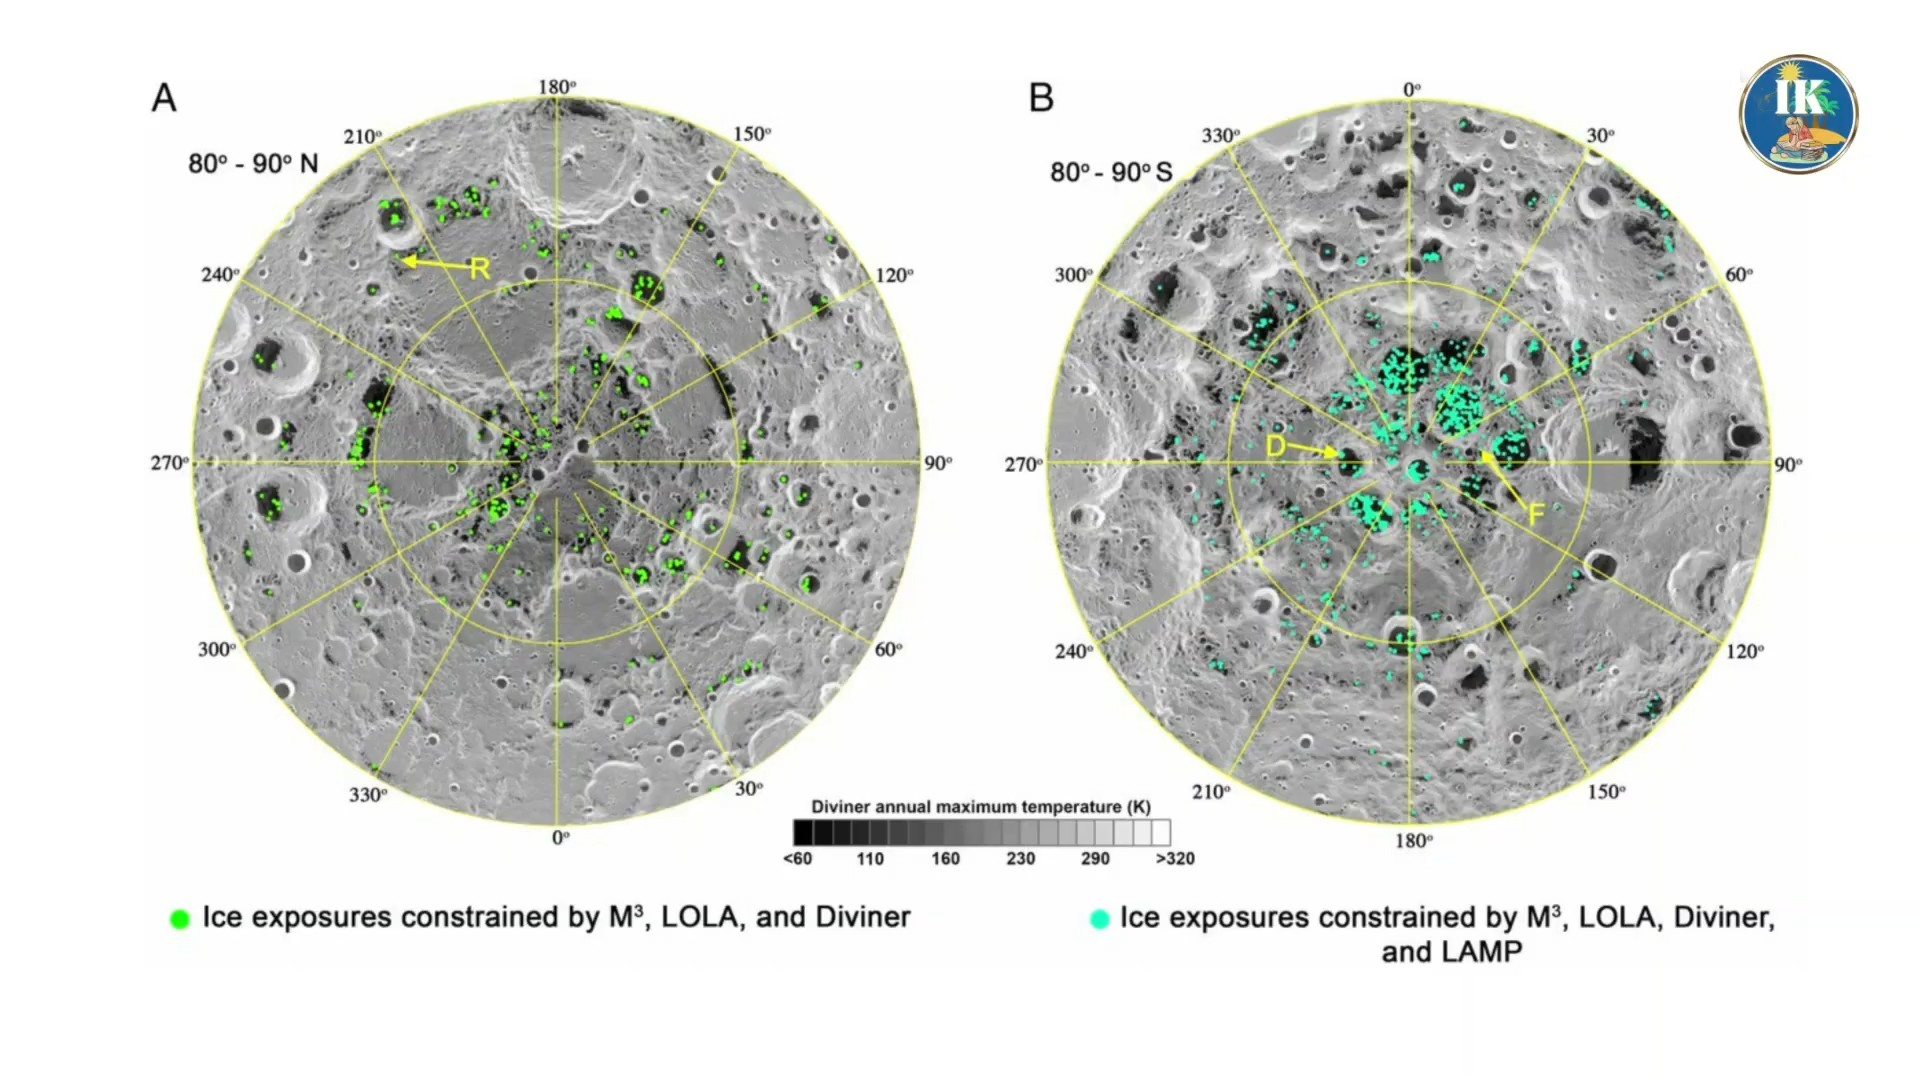 A
80° - 90° N
180°
150°
120°
90°
60°
30°
0°
330°
300°
270°
240°
210°
R
B
80° - 90° S
0°
30°
60°
90°
120°
150°
180°
210°
240°
270°
300°
330°
D
F
IK
Diviner annual maximum temperature (K)
<60 110 160 230 290 >320
Ice exposures constrained by M³, LOLA, and Diviner
Ice exposures constrained by M³, LOLA, Diviner,
and LAMP